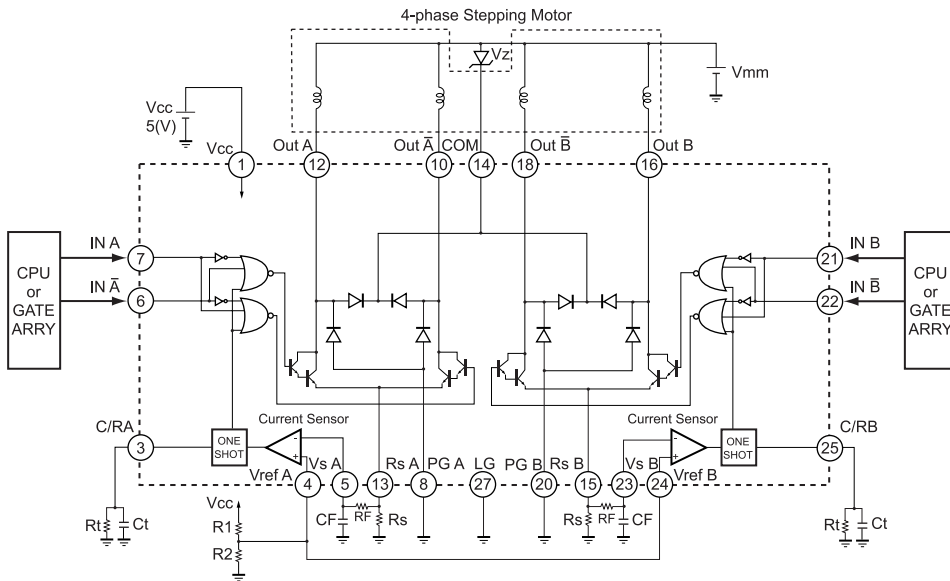 4-phase Stepping Motor
Vz
Vmm
Vcc
5(V)
Vcc
Out A
Out A̅
COM
Out B̅
Out B
1
12
10
14
18
16
CPU
or
GATE
ARRY
IN A
7
IN A̅
6
IN B
21
IN B̅
22
CPU
or
GATE
ARRY
C/RA
3
ONE
SHOT
Current Sensor
-
+
Current Sensor
-
+
ONE
SHOT
C/RB
25
Vref A
Vs A
Rs A
PG A
LG
PG B
Rs B
Vs B
Vref B
4
5
13
8
27
20
15
23
24
Rt
Ct
Vcc
R1
R2
CF
RF
Rs
Rs
RF
CF
Rt
Ct